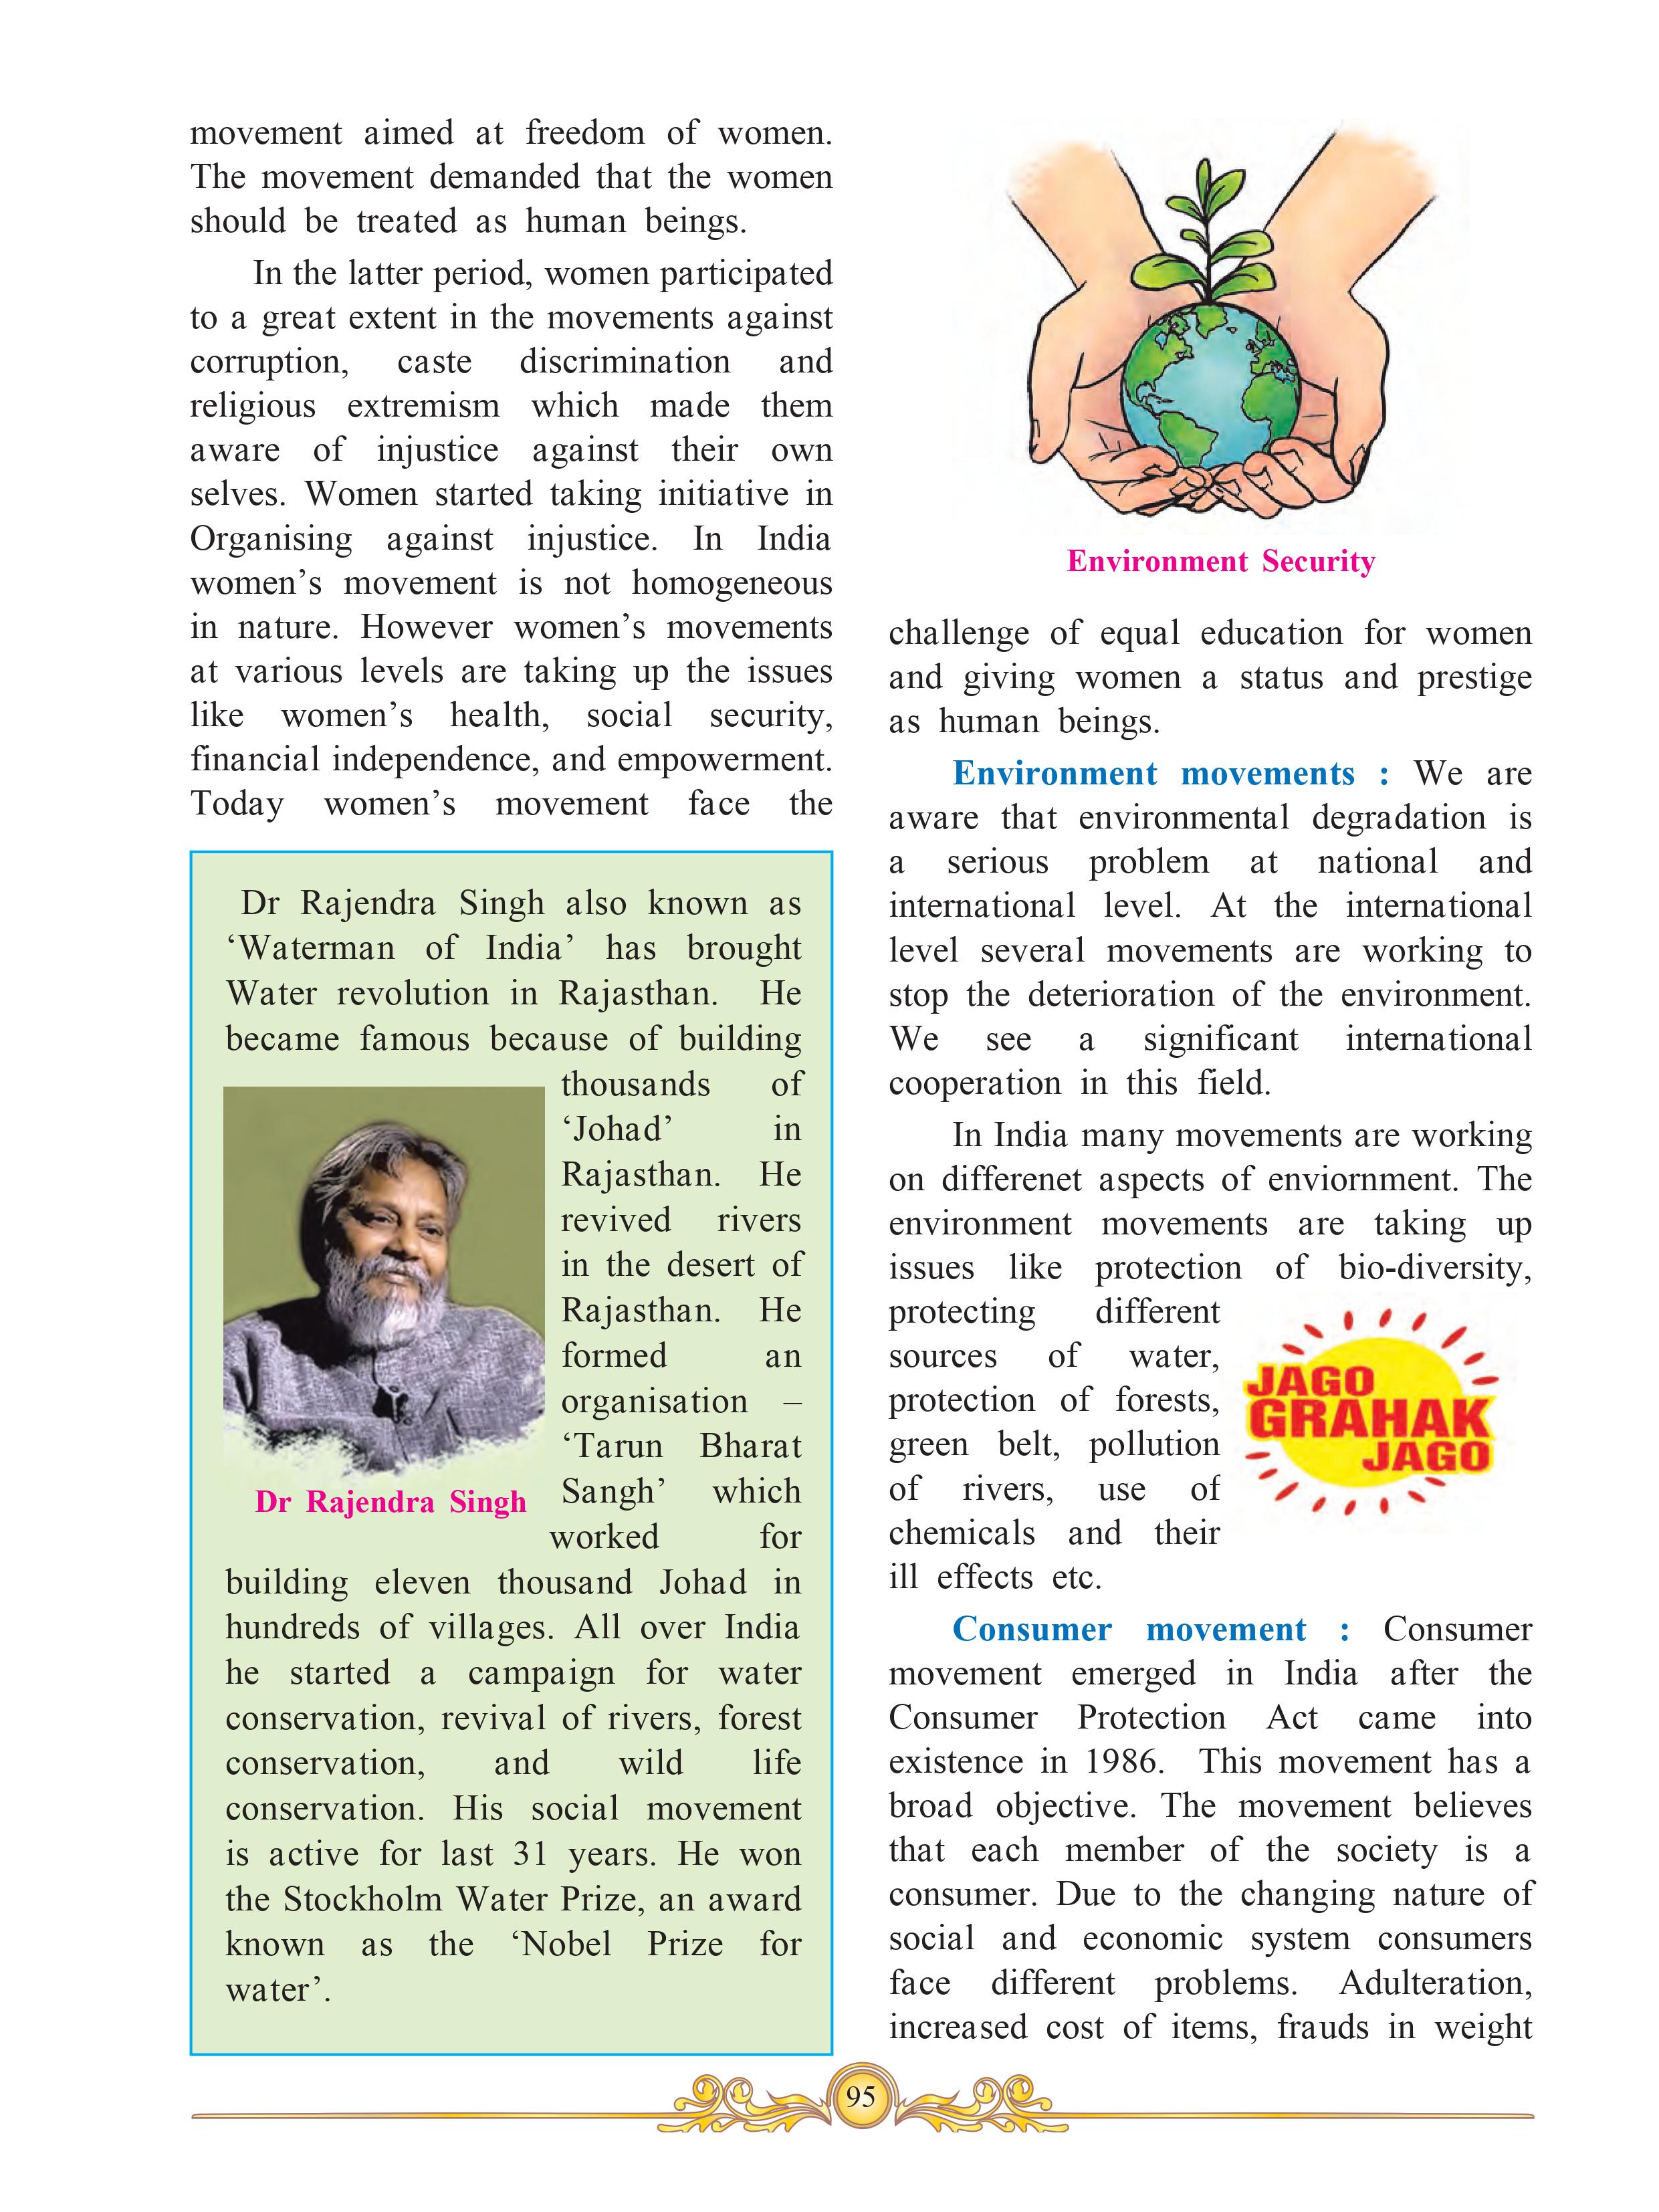 movement aimed at freedom of women.
The movement demanded that the women
should be treated as human beings.
In the latter period, women participated
to a great extent in the movements against
corruption, caste discrimination and
religious extremism which made them
aware of injustice against their own
selves. Women started taking initiative in
Organising against injustice. In India
women’s movement is not homogeneous
in nature. However women’s movements
at various levels are taking up the issues
like women’s health, social security,
financial independence, and empowerment.
Today women’s movement face the
Dr Rajendra Singh also known as
‘Waterman of India’ has brought
Water revolution in Rajasthan. He
became famous because of building
thousands of
‘Johad’ in
Rajasthan. He
revived rivers
in the desert of
Rajasthan. He
formed an
organisation –
‘Tarun Bharat
Sangh’ which
worked for
building eleven thousand Johad in
hundreds of villages. All over India
he started a campaign for water
conservation, revival of rivers, forest
conservation, and wild life
conservation. His social movement
is active for last 31 years. He won
the Stockholm Water Prize, an award
known as the ‘Nobel Prize for
water’.
Dr Rajendra Singh
Environment Security
challenge of equal education for women
and giving women a status and prestige
as human beings.
Environment movements : We are
aware that environmental degradation is
a serious problem at national and
international level. At the international
level several movements are working to
stop the deterioration of the environment.
We see a significant international
cooperation in this field.
In India many movements are working
on differenet aspects of enviornment. The
environment movements are taking up
issues like protection of bio-diversity,
protecting different
sources of water,
protection of forests,
green belt, pollution
of rivers, use of
chemicals and their
ill effects etc.
JAGO
GRAHAK
JAGO
Consumer movement : Consumer
movement emerged in India after the
Consumer Protection Act came into
existence in 1986. This movement has a
broad objective. The movement believes
that each member of the society is a
consumer. Due to the changing nature of
social and economic system consumers
face different problems. Adulteration,
increased cost of items, frauds in weight
95